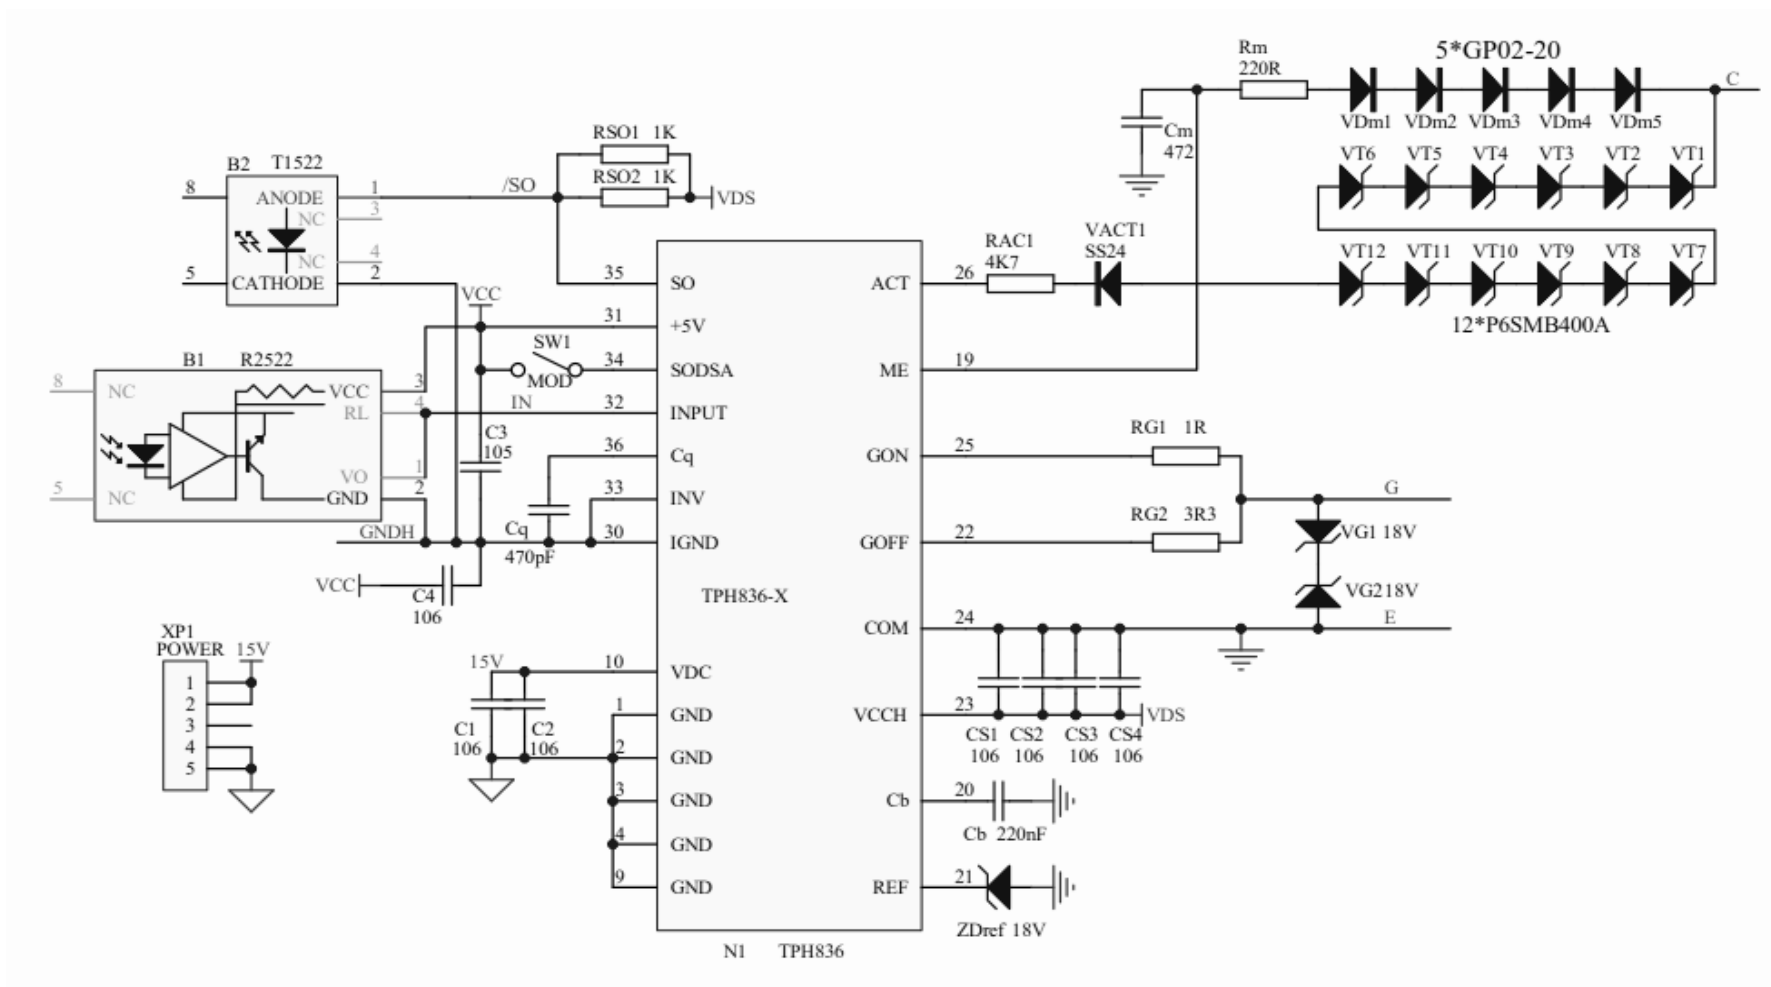 5*GP02-20
Rm
220R
C
VDm1 VDm2 VDm3 VDm4 VDm5
Cm
472
VT6 VT5 VT4 VT3 VT2 VT1
RSO1 1K
RSO2 1K
/SO
VDS
B2 T1522
8 ANODE 1
NC 3
NC 4
5 CATHODE 2
VACT1
SS24
RAC1
4K7
VT12 VT11 VT10 VT9 VT8 VT7
12*P6SMB400A
35 SO ACT 26
VCC
31 +5V
SW1
MOD
34 SODSA ME 19
B1 R2522
8 NC VCC 3
RL 4
IN 32 INPUT
C3
105
VO 1
5 NC GND 2
36 Cq GON 25
RG1 1R
33 INV
G
GNDH
Cq
470pF
30 IGND GOFF 22
RG2 3R3
VG1 18V
VG2 18V
VCC
C4
106
TPH836-X
COM 24
E
XP1
POWER 15V
1
2
3
4
5
15V 10 VDC
1 GND VCCH 23
VDS
C1
106
C2
106
CS1
106
CS2
106
CS3
106
CS4
106
2 GND
3 GND Cb 20
Cb 220nF
4 GND
9 GND REF 21
ZDref 18V
N1 TPH836